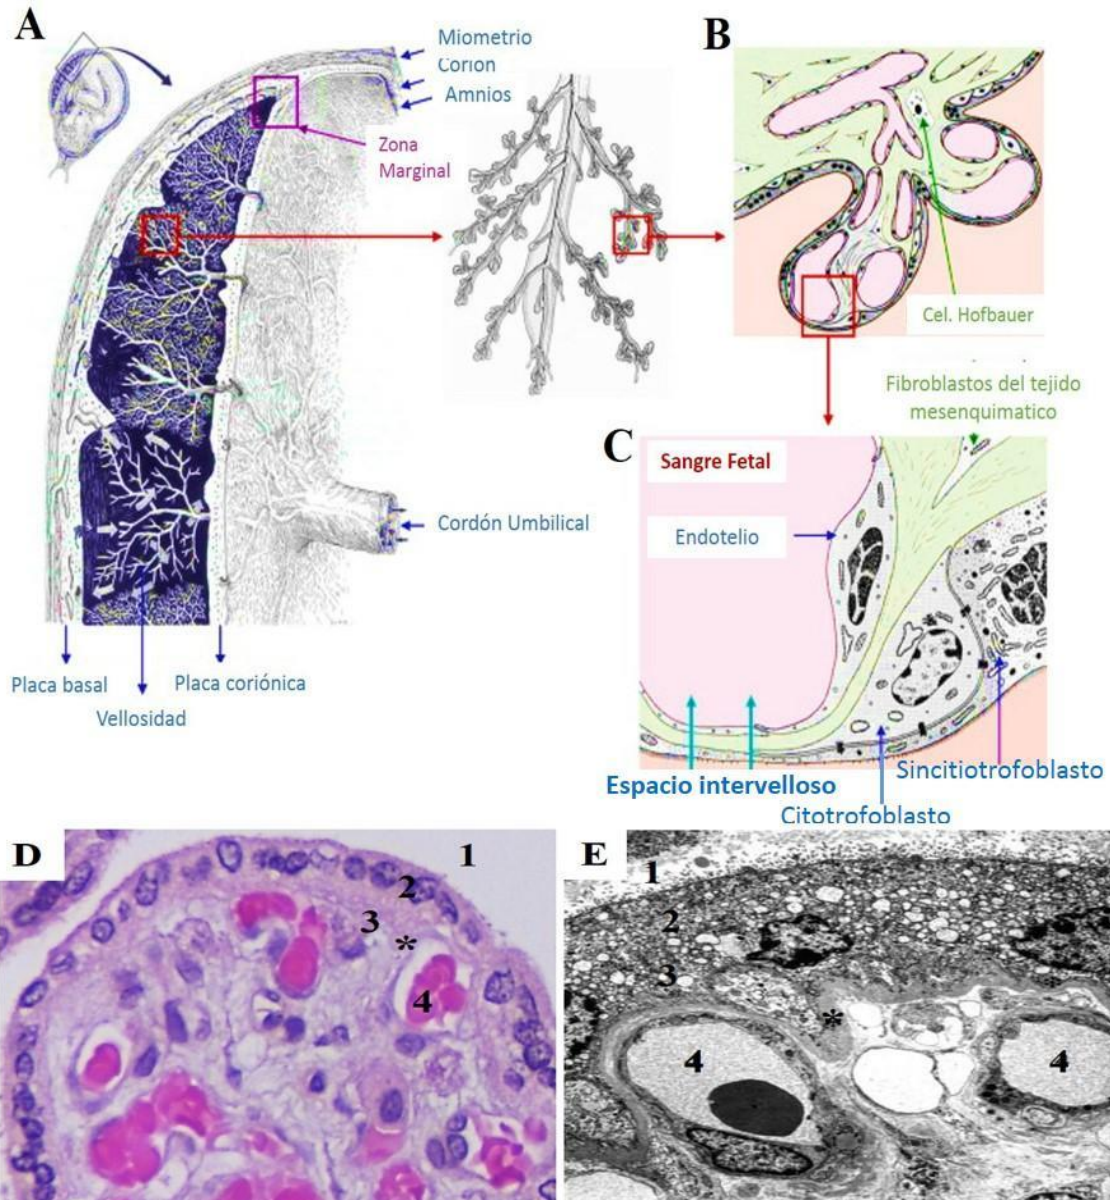 A
Miometrio
Corion
Amnios
Zona
Marginal
Cordón Umbilical
Placa basal
Placa coriónica
Vellosidad
B
Cel. Hofbauer
Fibroblastos del tejido
mesenquimatico
C
Sangre Fetal
Endotelio
Espacio intervelloso
Sincitiotrofoblasto
Citotrofoblasto
D
1
2
3
*
4
E
1
2
3
*
4
4